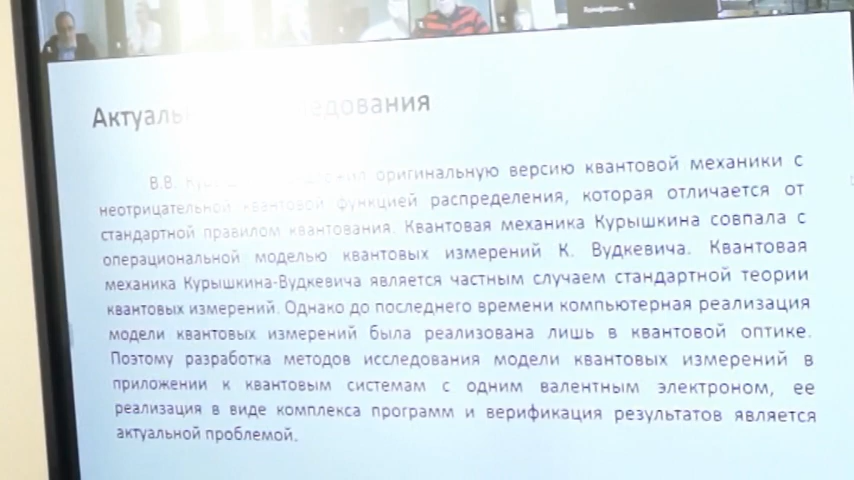 Актуаль едования
В.В. оригинальную версию квантовой механики с
неотрицательной квантовой функцией распределения, которая отличается от
стандартной правилом квантования. Квантовая механика Курышкина совпала с
операциональной моделью квантовых измерений К. Вудкевича. Квантовая
механика Курышкина-Вудкевича является частным случаем стандартной теории
квантовых измерений. Однако до последнего времени компьютерная реализация
модели квантовых измерений была реализована лишь в квантовой оптике.
Поэтому разработка методов исследования модели квантовых измерений в
приложении к квантовым системам с одним валентным электроном, ее
реализация в виде комплекса программ и верификация результатов является
актуальной проблемой.